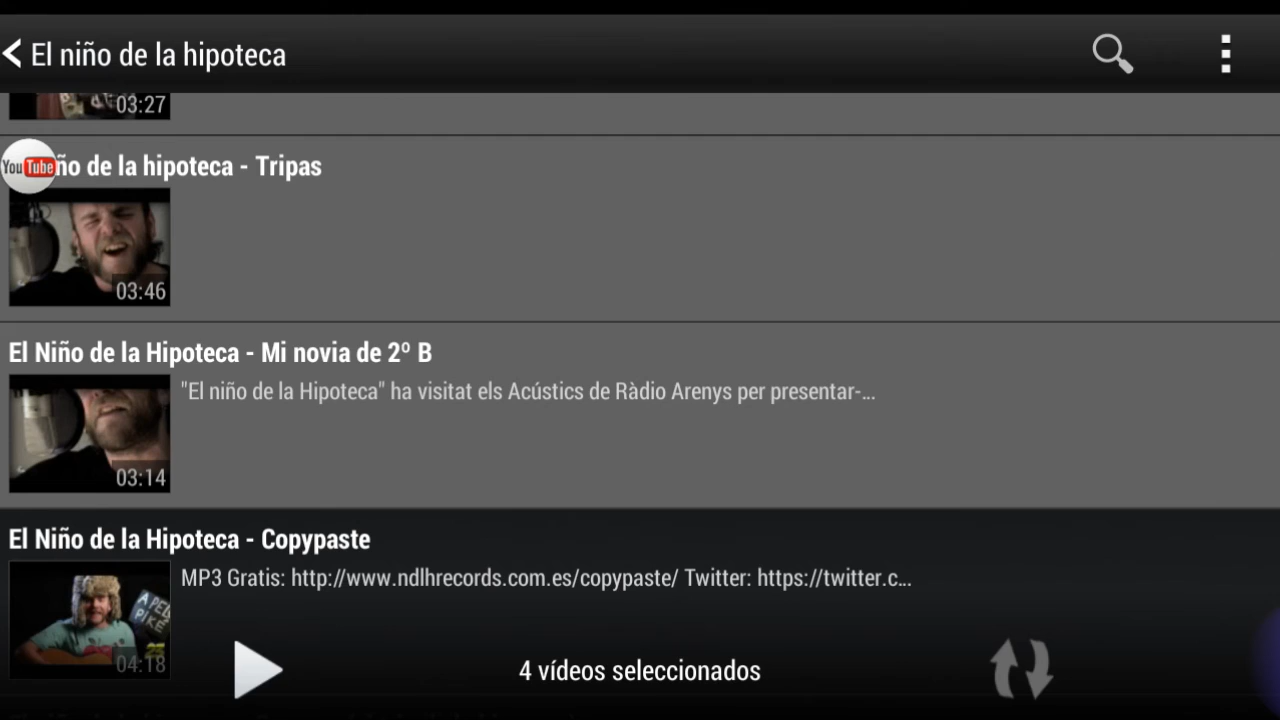 El niño de la hipoteca
03:27
YouTube
ño de la hipoteca - Tripas
03:46
El Niño de la Hipoteca - Mi novia de 2º B
"El niño de la Hipoteca" ha visitat els Acústics de Ràdio Arenys per presentar-...
03:14
El Niño de la Hipoteca - Copypaste
MP3 Gratis: http://www.ndlhrecords.com.es/copypaste/ Twitter: https://twitter.c...
04:18
4 vídeos seleccionados